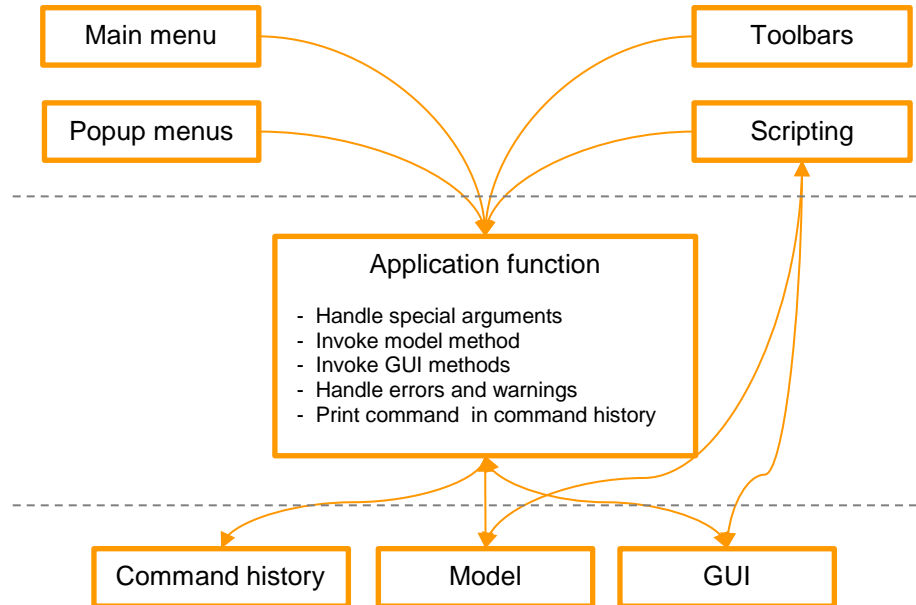 Main menu
Toolbars
Popup menus
Scripting
Application function
- Handle special arguments
- Invoke model method
- Invoke GUI methods
- Handle errors and warnings
- Print command in command history
Command history
Model
GUI